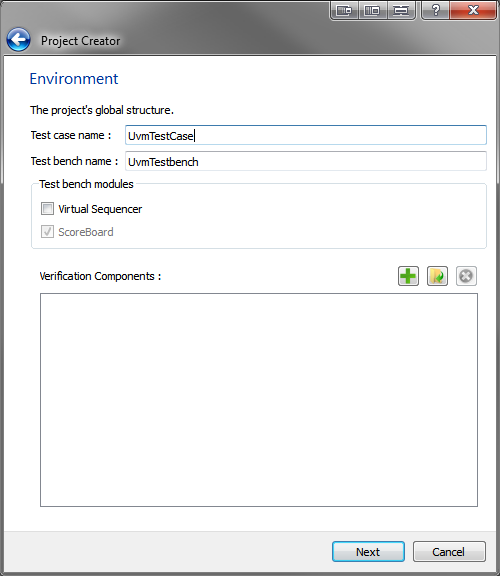 ?
Project Creator
Environment
The project's global structure.
Test case name : UvmTestCase
Test bench name : UvmTestbench
Test bench modules
Virtual Sequencer
ScoreBoard
Verification Components :
Next Cancel